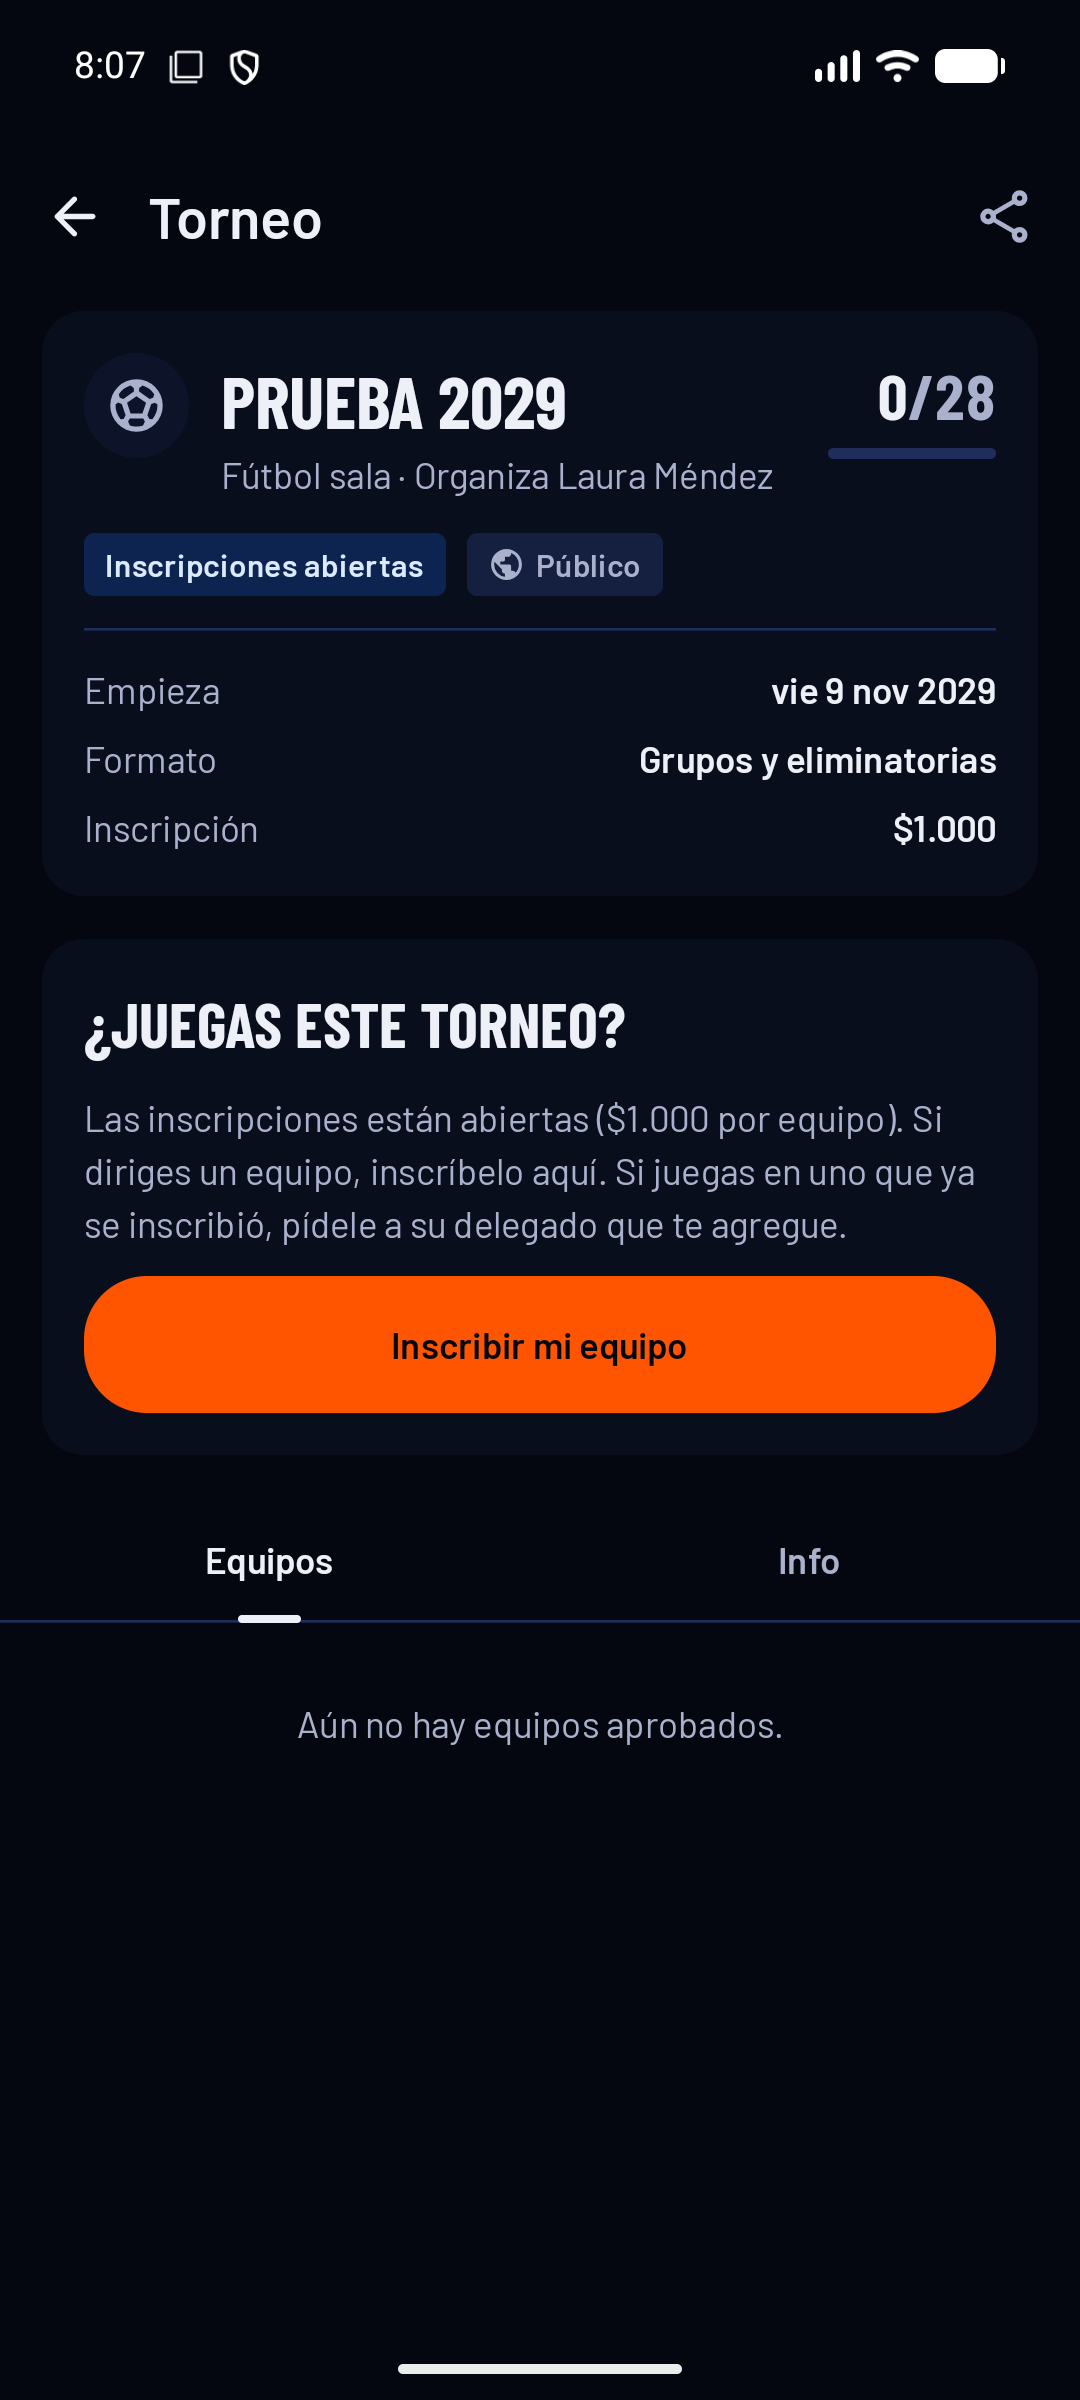 8:07
Torneo
PRUEBA 2029
0/28
Fútbol sala · Organiza Laura Méndez
Inscripciones abiertas
Público
Empieza
vie 9 nov 2029
Formato
Grupos y eliminatorias
Inscripción
$1.000
¿JUEGAS ESTE TORNEO?
Las inscripciones están abiertas ($1.000 por equipo). Si
diriges un equipo, inscríbelo aquí. Si juegas en uno que ya
se inscribió, pídele a su delegado que te agregue.
Inscribir mi equipo
Equipos
Info
Aún no hay equipos aprobados.